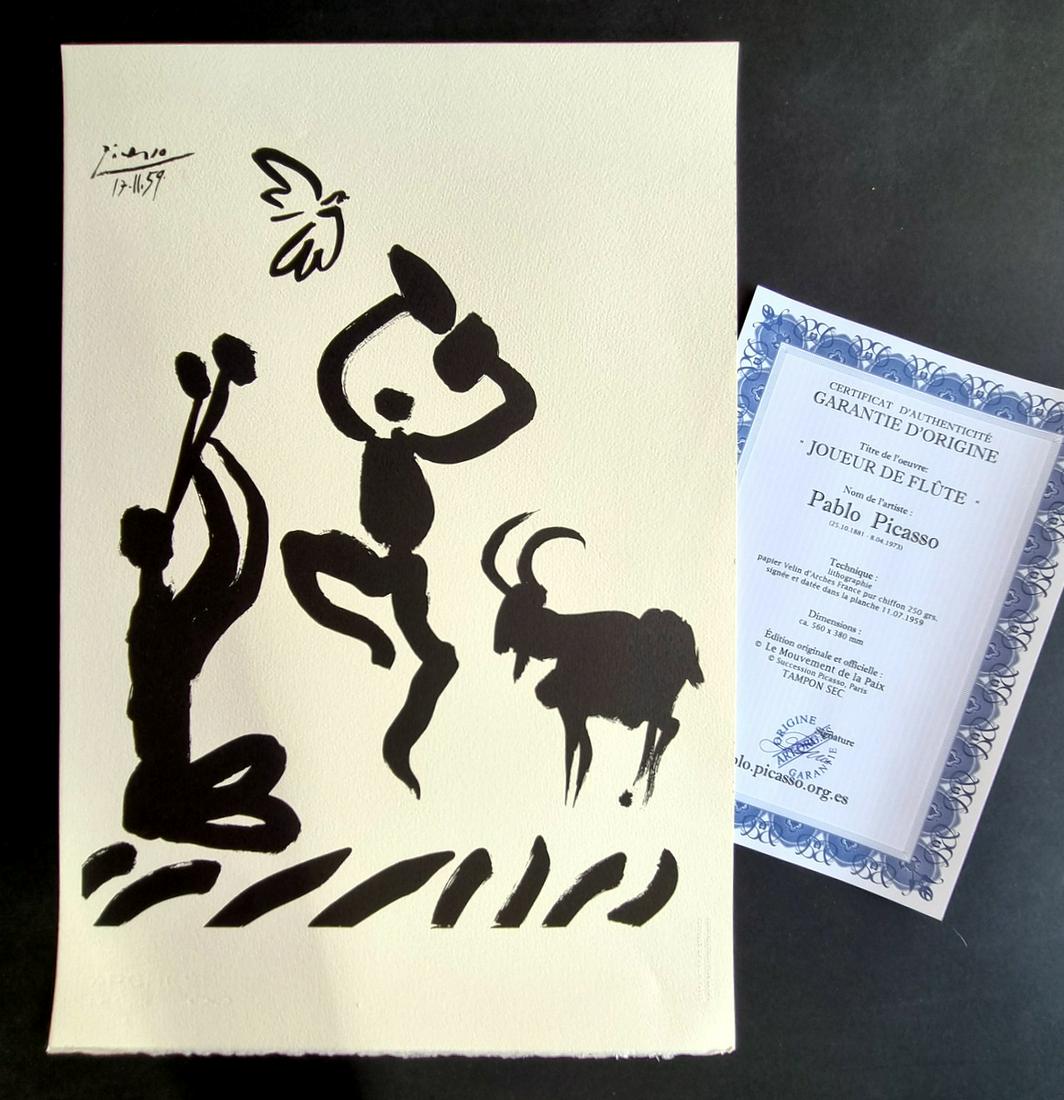 Picasso
17.11.59.
CERTIFICAT D'AUTHENTICITÉ
GARANTIE D'ORIGINE
Titre de l'oeuvre:
" JOUEUR DE FLÛTE "
Nom de l'artiste :
Pablo Picasso
(25.10.1881 - 8.04.1973)
Technique :
lithographie
papier Velin d'Arches France pur chiffon 250 grs.
signée et datée dans la planche 11.07.1959
Dimensions :
ca. 560 x 380 mm
Édition originale et officielle :
© Le Mouvement de la Paix
© Succession Picasso, Paris
TAMPON SEC
ORIGINE
Signature
GARANTIE
blo.picasso.org.es